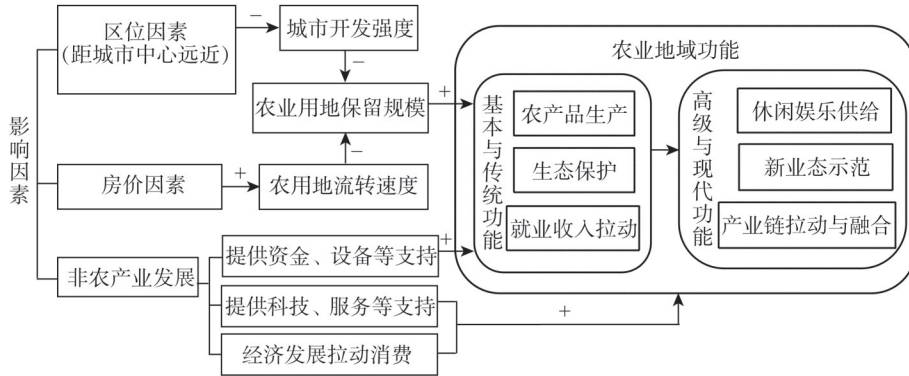 影响因素
区位因素
(距城市中心远近)
−
城市开发强度
−
农业用地保留规模
+
−
房价因素
+
农用地流转速度
非农产业发展
提供资金、设备等支持
+
提供科技、服务等支持
经济发展拉动消费
+
农业地域功能
基本与传统功能
农产品生产
生态保护
就业收入拉动
高级与现代功能
休闲娱乐供给
新业态示范
产业链拉动与融合